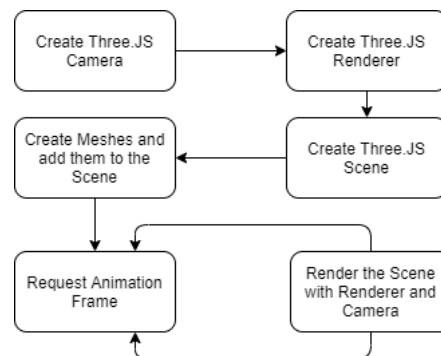 Create Three.JS
Camera
Create Three.JS
Renderer
Create Meshes and
add them to the
Scene
Create Three.JS
Scene
Request Animation
Frame
Render the Scene
with Renderer and
Camera